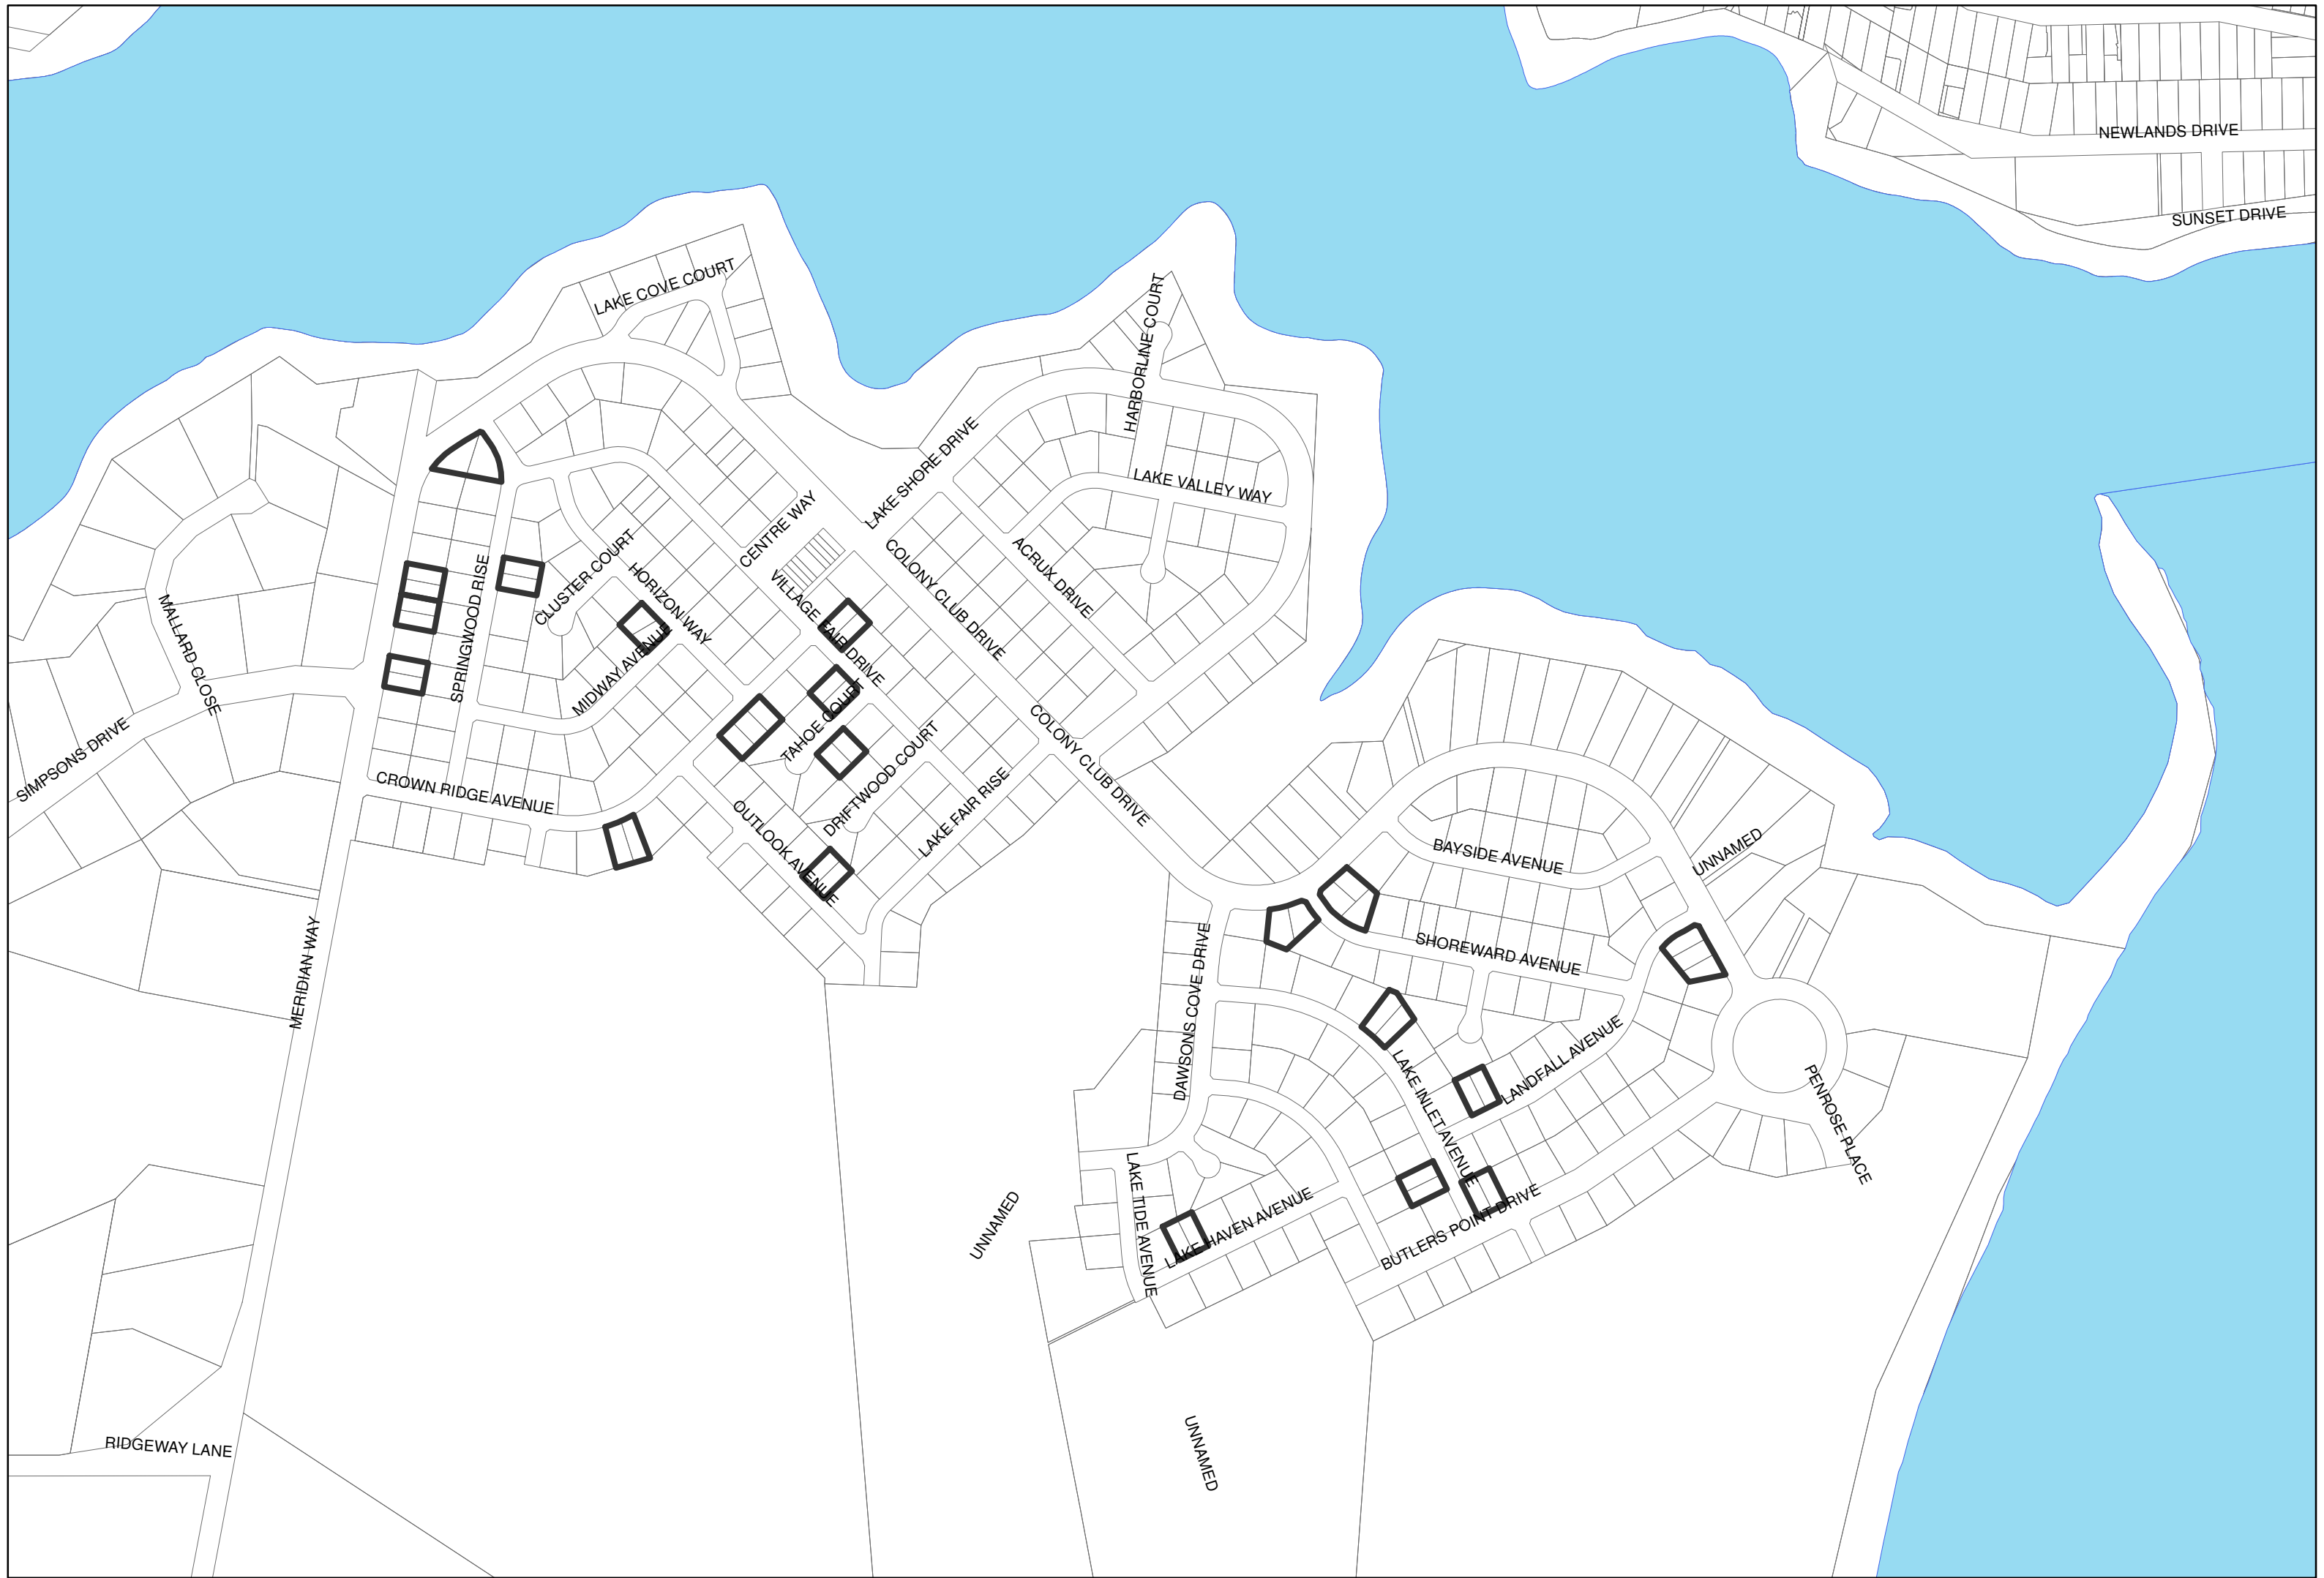 NEWLANDS DRIVE
SUNSET DRIVE
LAKE COVE COURT
HARBORLINE COURT
LAKE SHORE DRIVE
LAKE VALLEY WAY
CENTRE WAY
ACRUX DRIVE
COLONY CLUB DRIVE
CLUSTER COURT
HORIZON WAY
VILLAGE FAIR DRIVE
SPRINGWOOD RISE
MALLARD CLOSE
MIDWAY AVENUE
TAHOE COURT
SIMPSONS DRIVE
DRIFTWOOD COURT
COLONY CLUB DRIVE
CROWN RIDGE AVENUE
OUTLOOK AVENUE
LAKE FAIR RISE
BAYSIDE AVENUE
UNNAMED
SHOREWARD AVENUE
MERIDIAN WAY
DAWSONS COVE DRIVE
LANDFALL AVENUE
LAKE INLET AVENUE
PENROSE PLACE
LAKE TIDE AVENUE
LAKE HAVEN AVENUE
BUTLERS POINT DRIVE
UNNAMED
UNNAMED
RIDGEWAY LANE